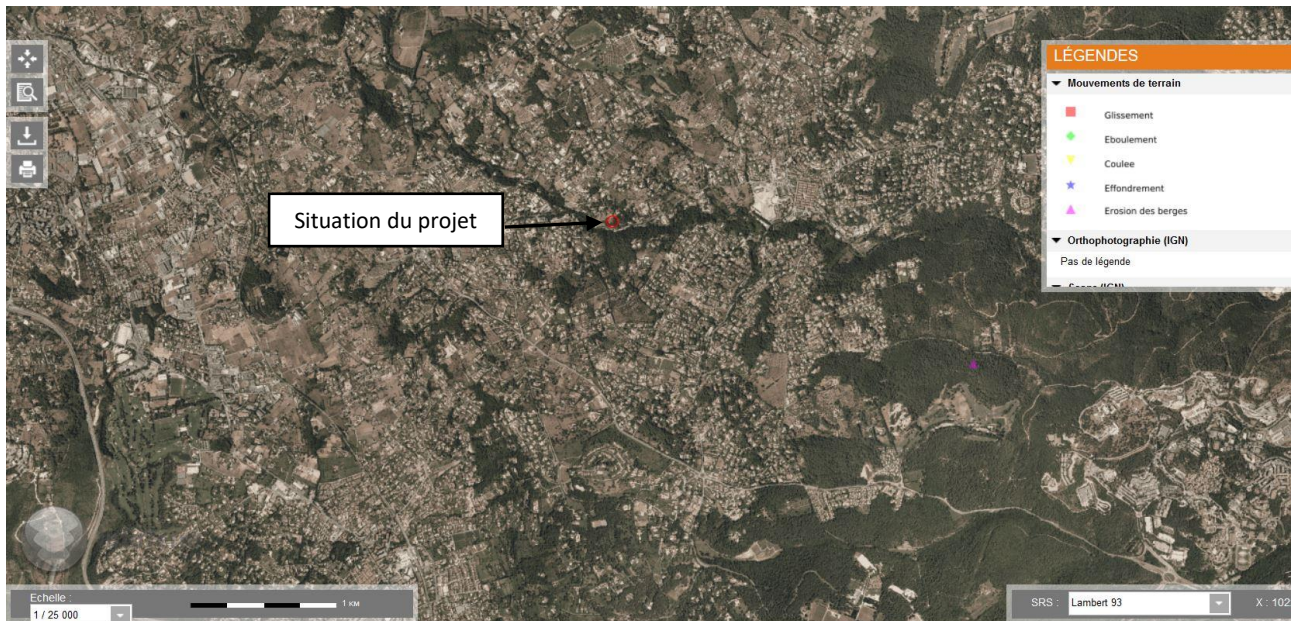 LÉGENDES
Mouvements de terrain
Glissement
Eboulement
Coulee
Effondrement
Erosion des berges
Orthophotographie (IGN)
Pas de légende
Situation du projet
Echelle :
1 / 25 000
1 KM
SRS :
Lambert 93
X : 102